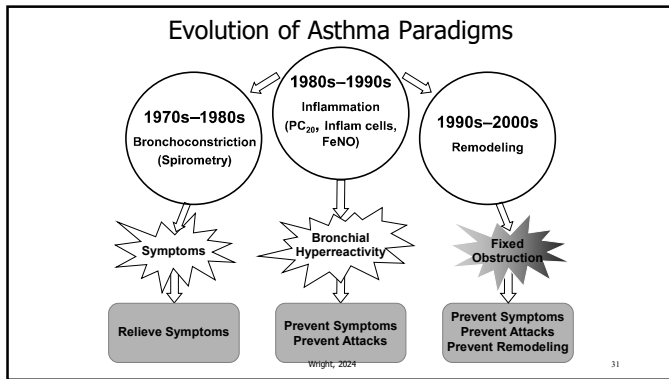 Evolution of Asthma Paradigms
1970s–1980s
Bronchoconstriction
(Spirometry)
1980s–1990s
Inflammation
(PC20, Inflam cells,
FeNO)
1990s–2000s
Remodeling
Symptoms
Bronchial
Hyperreactivity
Fixed
Obstruction
Relieve Symptoms
Prevent Symptoms
Prevent Attacks
Prevent Symptoms
Prevent Attacks
Prevent Remodeling
Wright, 2024
31